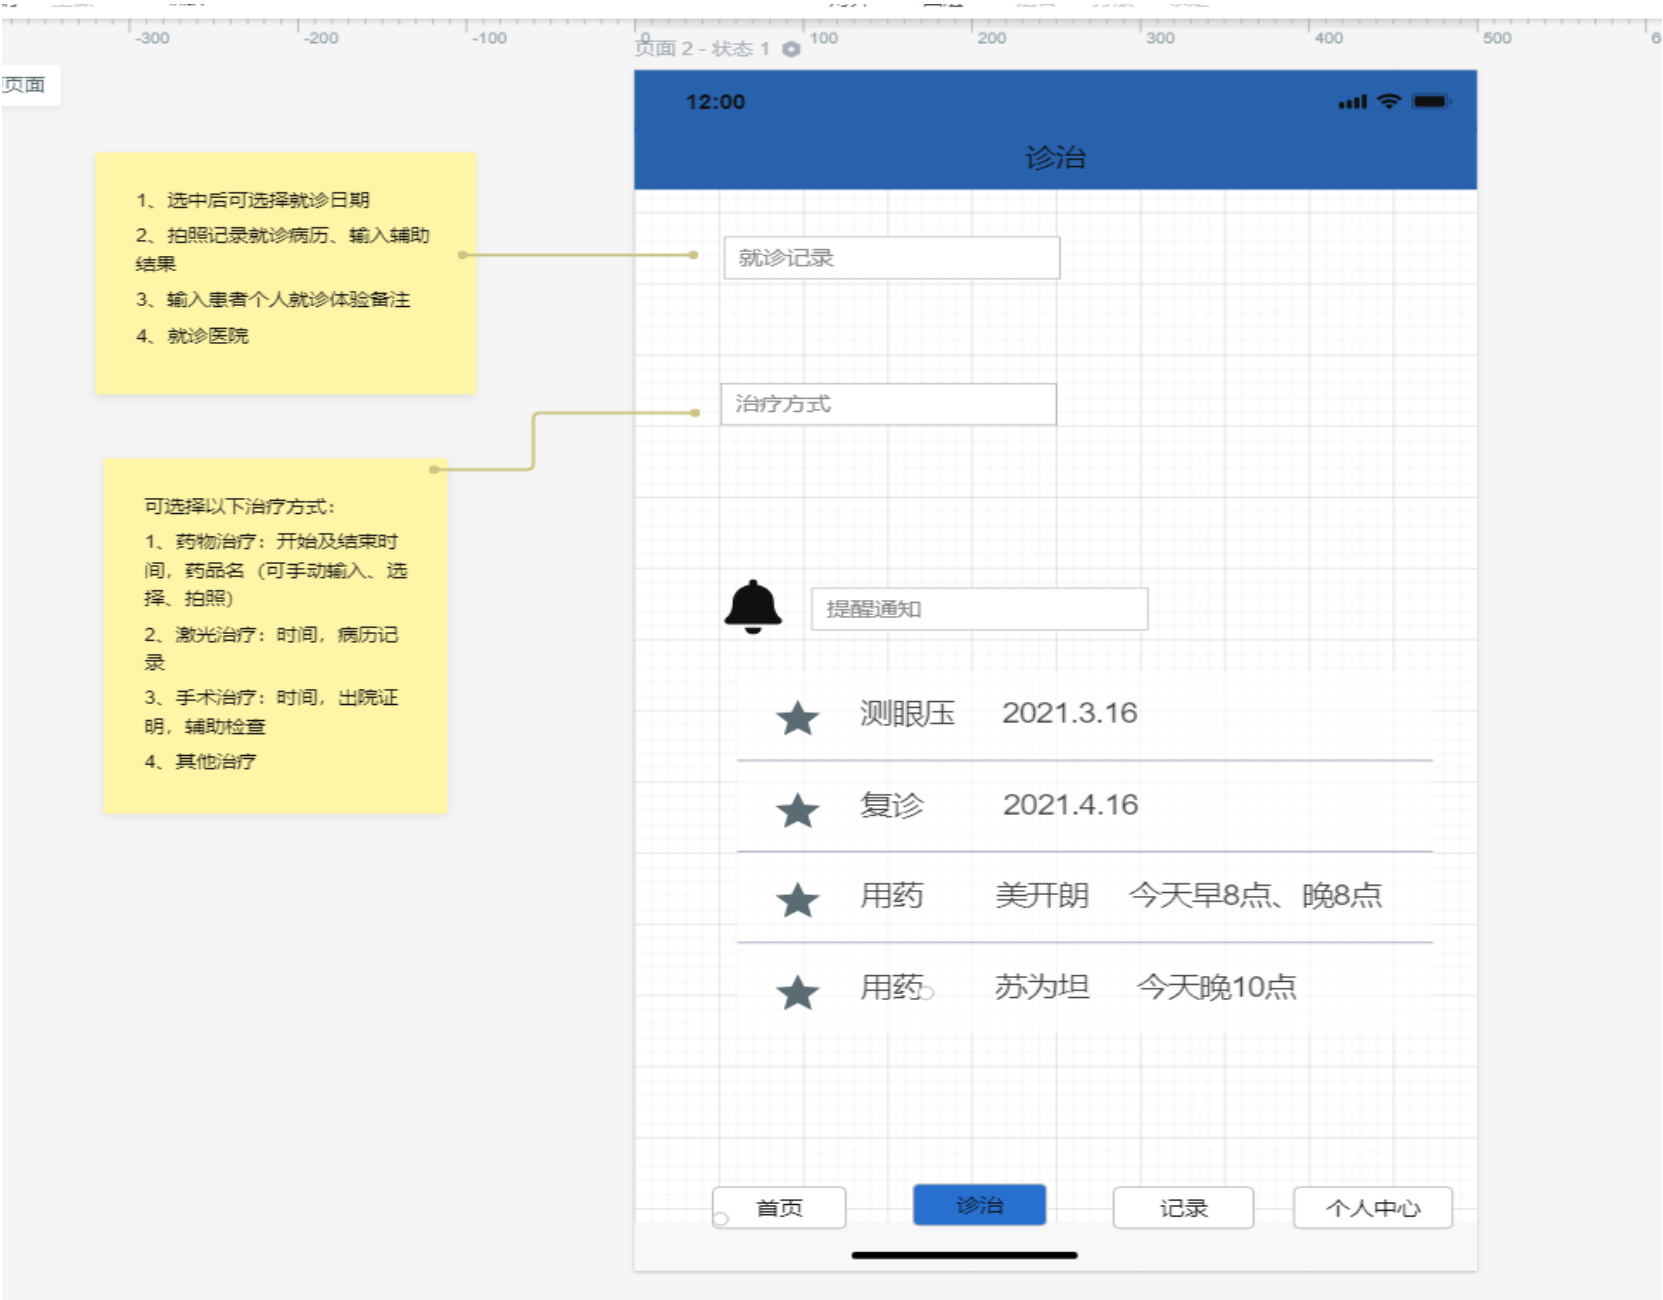 -300
-200
-100
0
100
200
300
400
500
6
页面 2 - 状态 1
页面
12:00
诊治
1、选中后可选择就诊日期
2、拍照记录就诊病历、输入辅助
结果
3、输入患者个人就诊体验备注
4、就诊医院
就诊记录
治疗方式
可选择以下治疗方式：
1、药物治疗：开始及结束时
间，药品名（可手动输入、选
择、拍照）
2、激光治疗：时间，病历记
录
3、手术治疗：时间，出院证
明，辅助检查
4、其他治疗
提醒通知
测眼压 2021.3.16
复诊 2021.4.16
用药 美开朗 今天早8点、晚8点
用药 苏为坦 今天晚10点
首页 诊治 记录 个人中心